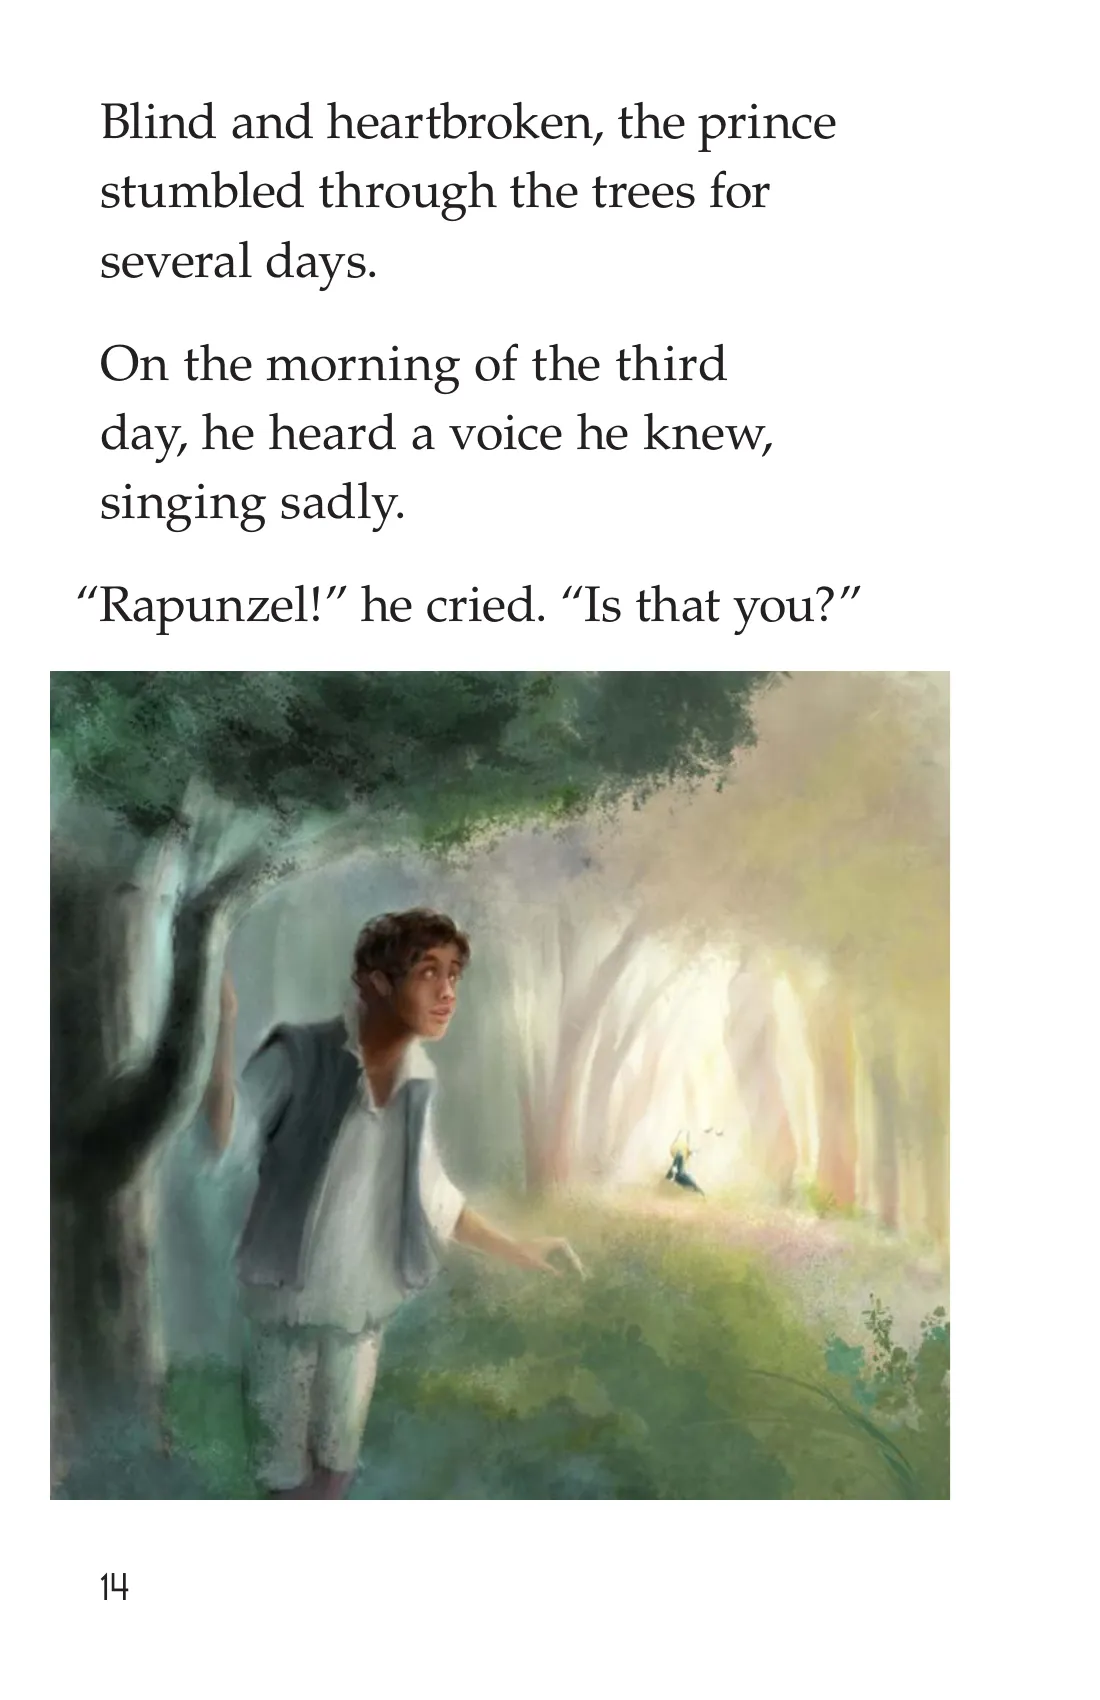 Blind and heartbroken, the prince
stumbled through the trees for
several days.
On the morning of the third
day, he heard a voice he knew,
singing sadly.
“Rapunzel!” he cried. “Is that you?”
14